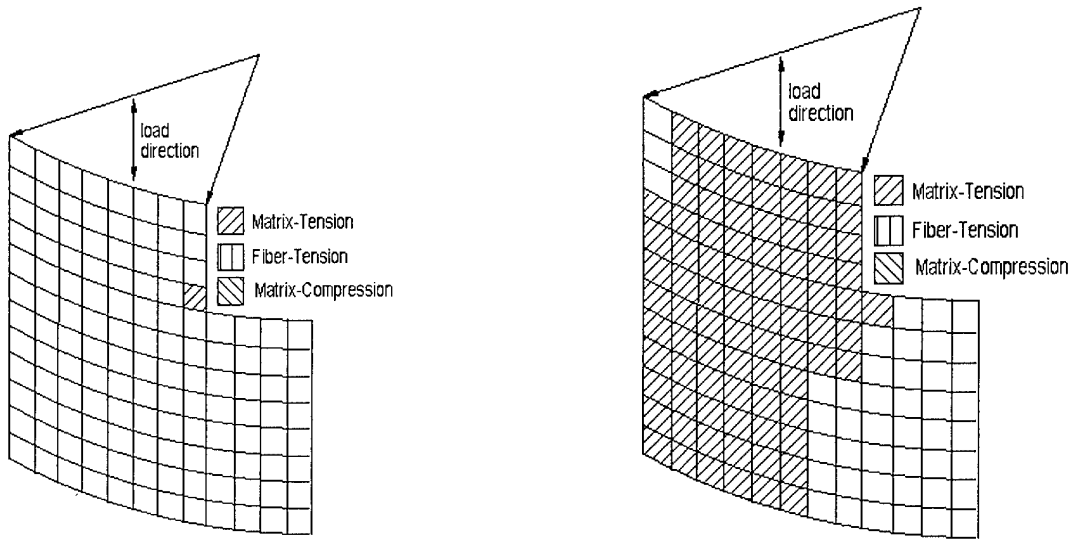 load
direction
Matrix-Tension
Fiber-Tension
Matrix-Compression
load
direction
Matrix-Tension
Fiber-Tension
Matrix-Compression